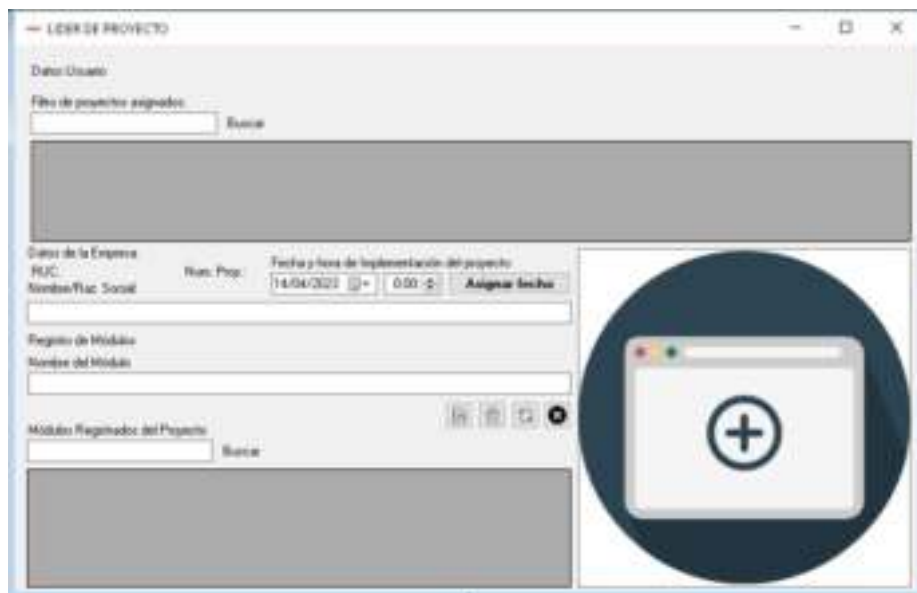 LIDER DE PROYECTO
Datos Usuario
Filtro de proyectos asignados
Buscar
Datos de la Empresa
RUC:
Num. Proy:
Fecha y hora de Implementación del proyecto
Nombre/Raz. Social
14/04/2023
0:00
Asignar fecha
Registro de Módulos
Nombre del Módulo
Módulos Registrados del Proyecto
Buscar